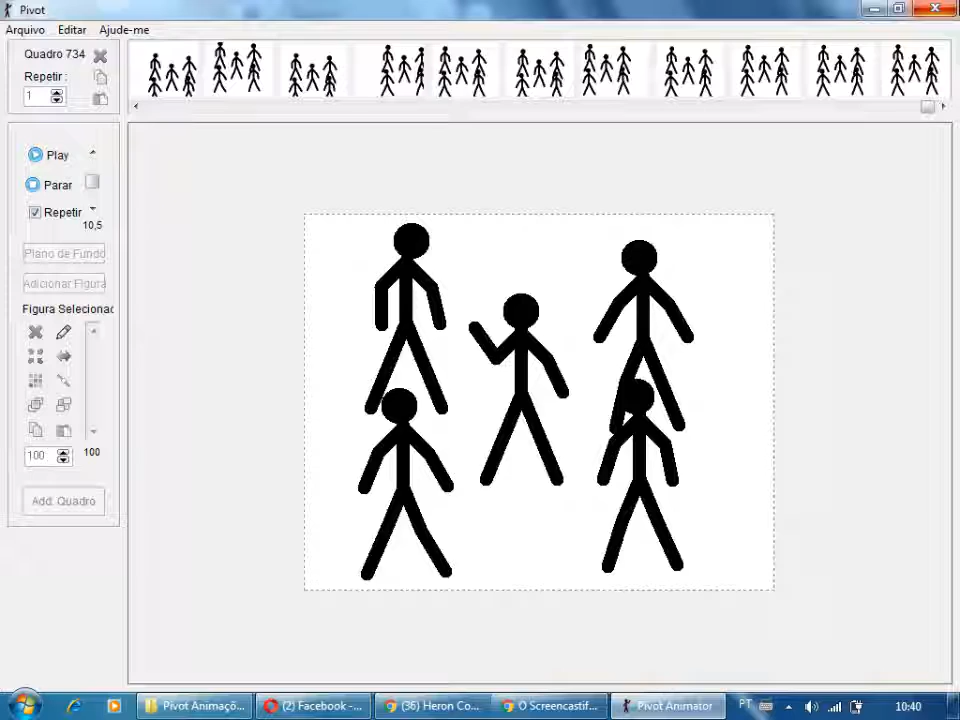 Pivot
Arquivo Editar Ajude-me
Quadro 734
Repetir :
1
Play
Parar
Repetir
10,5
Plano de Fundo
Adicionar Figura
Figura Selecionad
100 100
Add. Quadro
Pivot Animaçõ...
(2) Facebook -...
(36) Heron Co...
O Screencastif...
Pivot Animator
PT
10:40